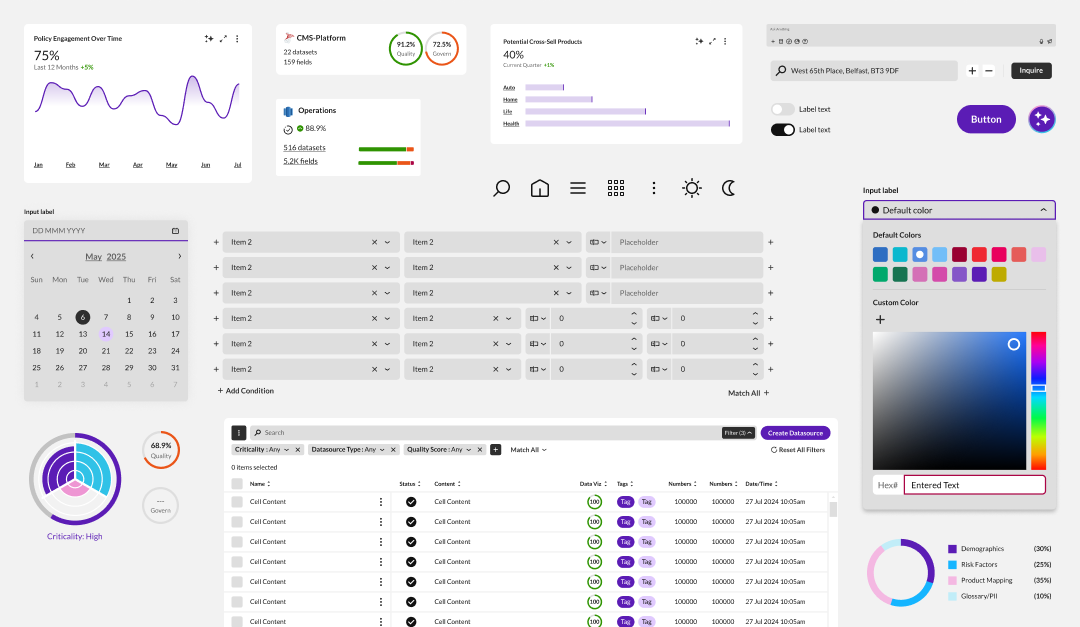 Policy Engagement Over Time
75%
Last 12 Months +5%
Jan Feb Mar Apr May Jun Jul
CMS-Platform
22 datasets
159 fields
91.2%
Quality
72.5%
Govern
Operations
88.9%
516 datasets
5.2K fields
Potential Cross-Sell Products
40%
Current Quarter +1%
Auto
Home
Life
Health
West 65th Place, Belfast, BT3 9DF
Inquire
Label text
Label text
Button
Input label
DD MMM YYYY
May 2025
Sun Mon Tue Wed Thu Fri Sat
1 2 3
4 5 6 7 8 9 10
11 12 13 14 15 16 17
18 19 20 21 22 23 24
25 26 27 28 29 30 31
1 2 3 4 5 6 7
+ Item 2 Item 2 Placeholder +
+ Item 2 Item 2 Placeholder +
+ Item 2 Item 2 Placeholder +
+ Item 2 Item 2 0 0 +
+ Item 2 Item 2 0 0 +
+ Item 2 Item 2 0 0 +
+ Add Condition
Match All +
Input label
Default color
Default Colors
Custom Color
+
Hex# Entered Text
68.9%
Quality
---
Govern
Criticality: High
Search
Filter (3)
Create Datasource
Criticality : Any
Datasource Type : Any
Quality Score : Any
+
Match All
Reset All Filters
0 items selected
Name Status Content Data Viz Tags Numbers Numbers Date/Time
Cell Content Cell Content 100 Tag Tag 100000 100000 27 Jul 2024 10:05am
Cell Content Cell Content 100 Tag Tag 100000 100000 27 Jul 2024 10:05am
Cell Content Cell Content 100 Tag Tag 100000 100000 27 Jul 2024 10:05am
Cell Content Cell Content 100 Tag Tag 100000 100000 27 Jul 2024 10:05am
Cell Content Cell Content 100 Tag Tag 100000 100000 27 Jul 2024 10:05am
Cell Content Cell Content 100 Tag Tag 100000 100000 27 Jul 2024 10:05am
Cell Content Cell Content 100 Tag Tag 100000 100000 27 Jul 2024 10:05am
Demographics (30%)
Risk Factors (25%)
Product Mapping (35%)
Glossary/PII (10%)